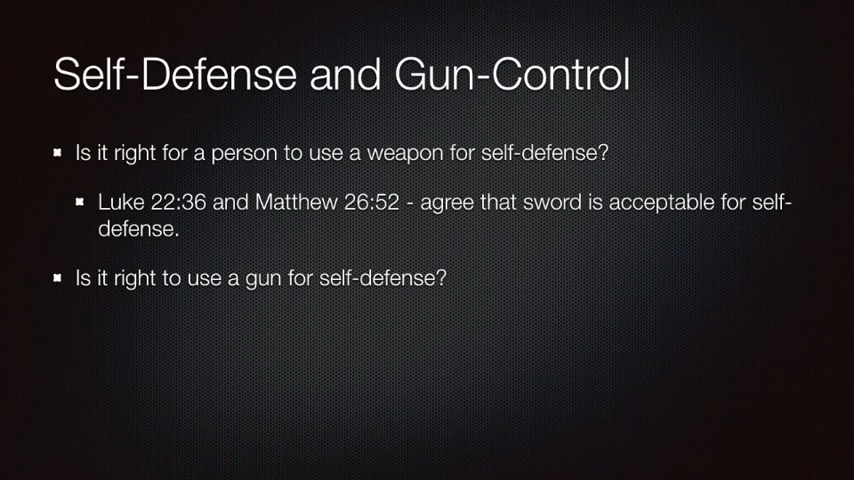 Self-Defense and Gun-Control
Is it right for a person to use a weapon for self-defense?
Luke 22:36 and Matthew 26:52 - agree that sword is acceptable for self-
defense.
Is it right to use a gun for self-defense?